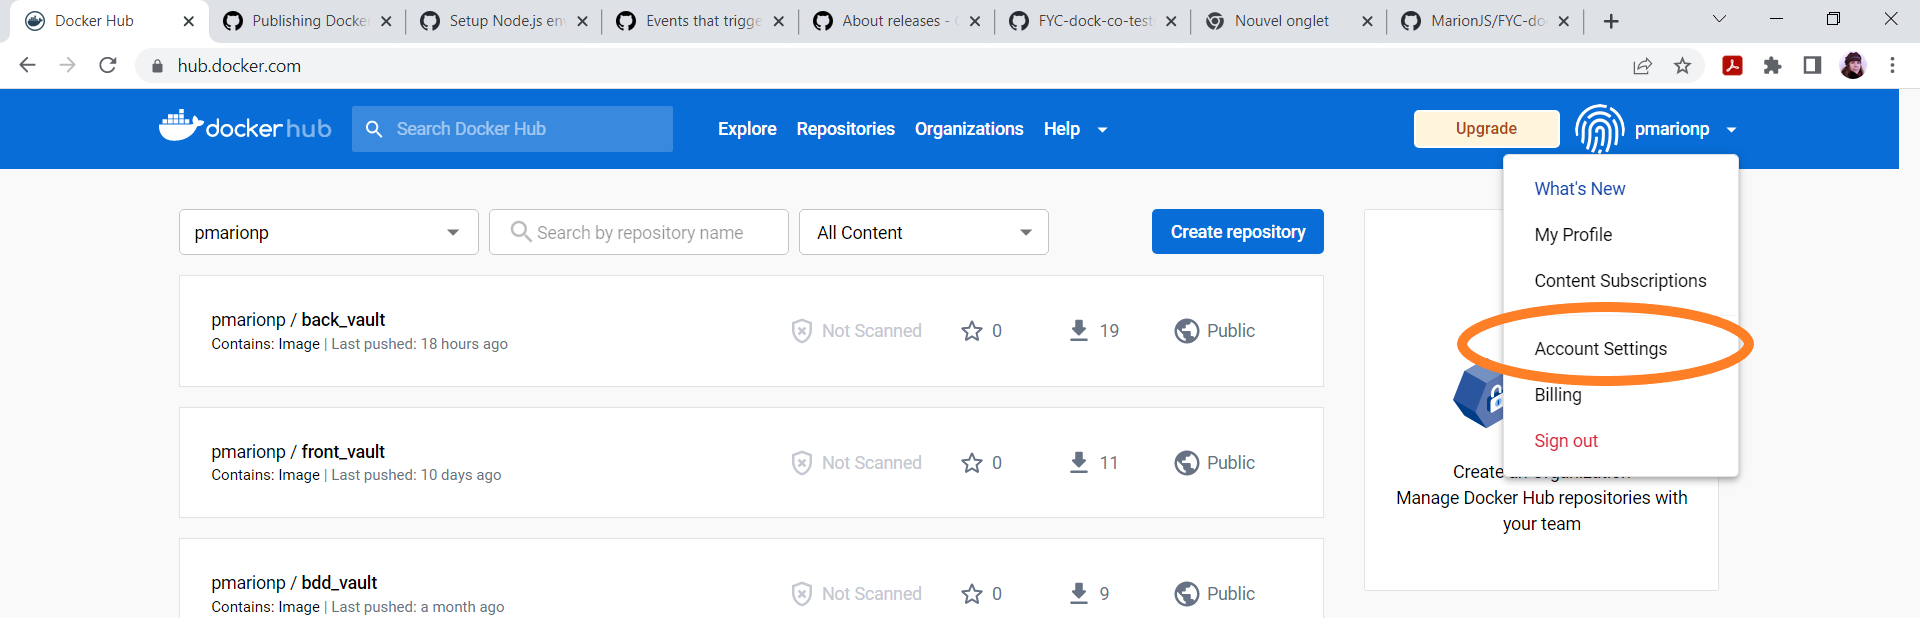 Docker Hub
Publishing Docker
Setup Node.js en
Events that trigge
About releases -
FYC-dock-co-test
Nouvel onglet
MarionJS/FYC-do
hub.docker.com
docker hub
Search Docker Hub
Explore
Repositories
Organizations
Help
Upgrade
pmarionp
What's New
My Profile
Content Subscriptions
Account Settings
Billing
Sign out
pmarionp
Search by repository name
All Content
Create repository
pmarionp / back_vault
Contains: Image | Last pushed: 18 hours ago
Not Scanned
0
19
Public
pmarionp / front_vault
Contains: Image | Last pushed: 10 days ago
Not Scanned
0
11
Public
pmarionp / bdd_vault
Contains: Image | Last pushed: a month ago
Not Scanned
0
9
Public
Create an Organization
Manage Docker Hub repositories with
your team